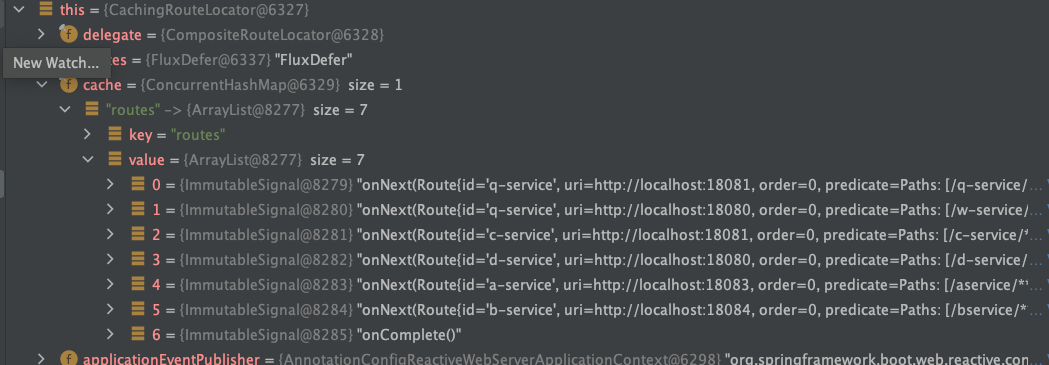 this = {CachingRouteLocator@6327}
f delegate = {CompositeRouteLocator@6328}
New Watch... es = {FluxDefer@6337} "FluxDefer"
f cache = {ConcurrentHashMap@6329} size = 1
"routes" -> {ArrayList@8277} size = 7
key = "routes"
value = {ArrayList@8277} size = 7
0 = {ImmutableSignal@8279} "onNext(Route{id='q-service', uri=http://localhost:18081, order=0, predicate=Paths: [/q-service/...
1 = {ImmutableSignal@8280} "onNext(Route{id='q-service', uri=http://localhost:18080, order=0, predicate=Paths: [/w-service/...
2 = {ImmutableSignal@8281} "onNext(Route{id='c-service', uri=http://localhost:18081, order=0, predicate=Paths: [/c-service/*...
3 = {ImmutableSignal@8282} "onNext(Route{id='d-service', uri=http://localhost:18080, order=0, predicate=Paths: [/d-service/...
4 = {ImmutableSignal@8283} "onNext(Route{id='a-service', uri=http://localhost:18083, order=0, predicate=Paths: [/aservice/**...
5 = {ImmutableSignal@8284} "onNext(Route{id='b-service', uri=http://localhost:18084, order=0, predicate=Paths: [/bservice/**...
6 = {ImmutableSignal@8285} "onComplete()"
f applicationEventPublisher = {AnnotationConfigReactiveWebServerApplicationContext@6298} "org.springframework.boot.web.reactive.con...